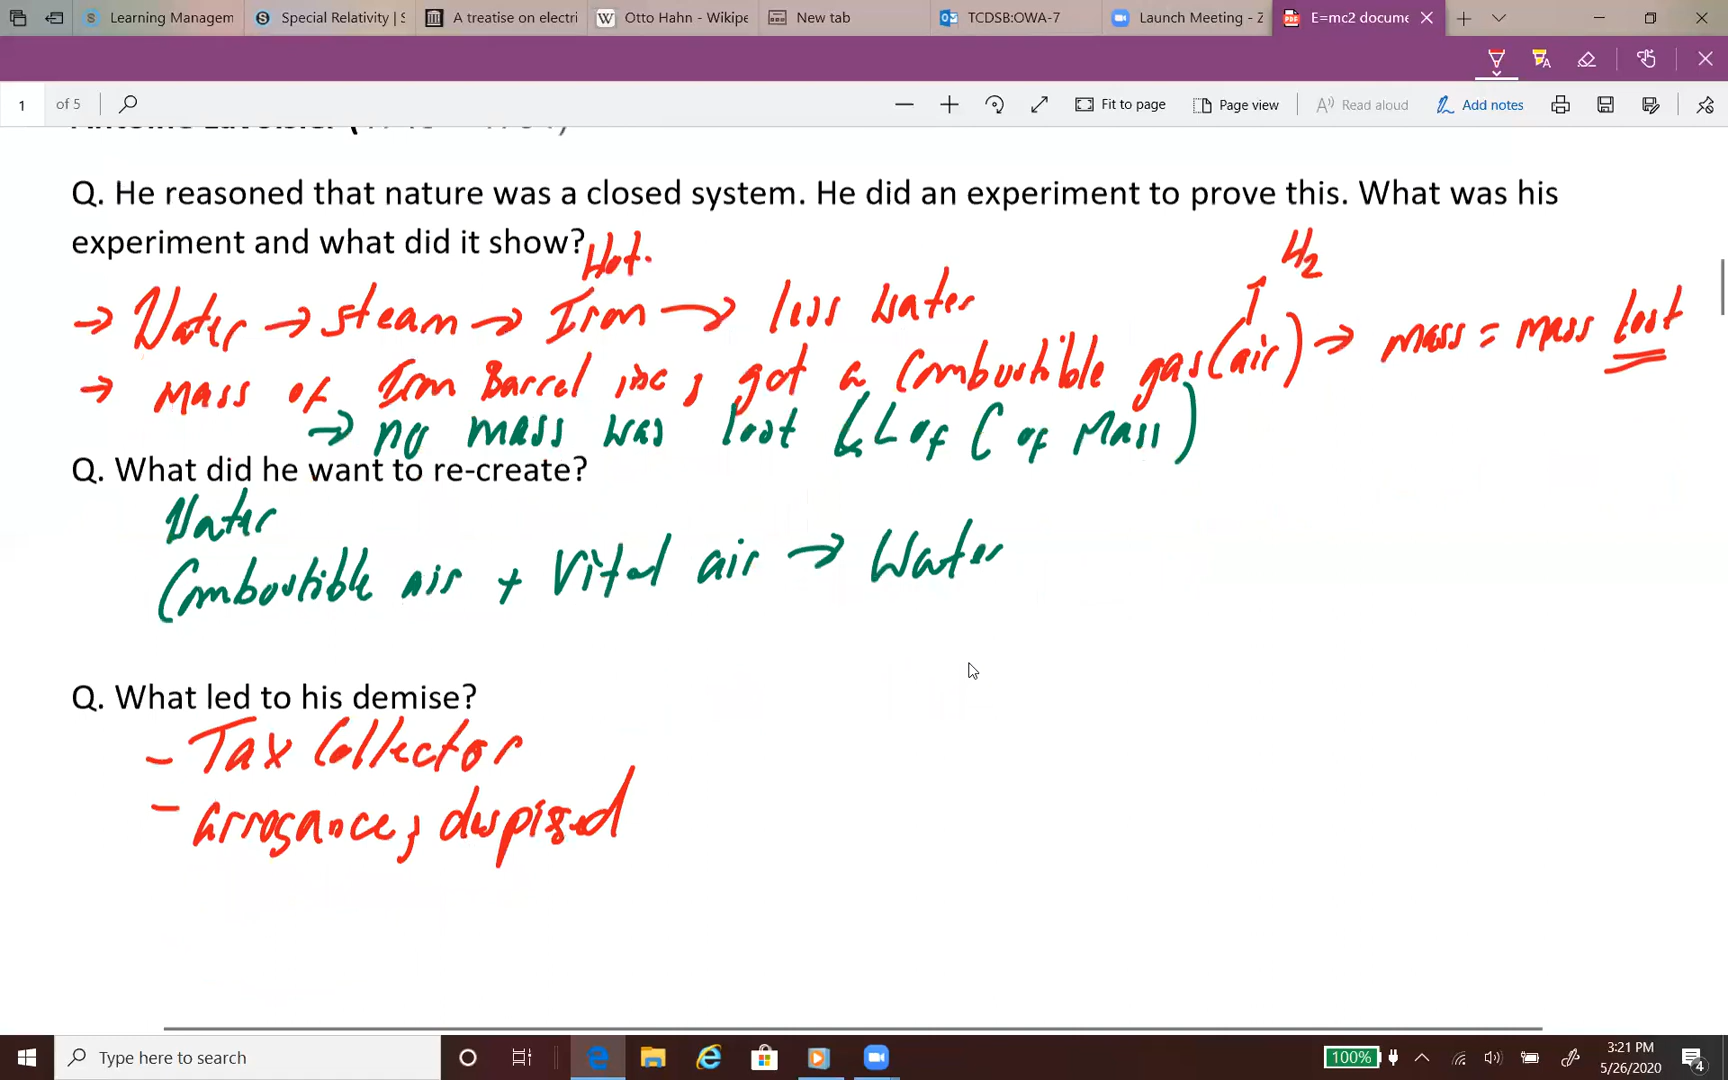 Learning Managem
Special Relativity | S
A treatise on electri
Otto Hahn - Wikipe
New tab
TCDSB:OWA-7
Launch Meeting - Z
E=mc2 docume
1 of 5
Fit to page
Page view
Read aloud
Add notes
Q. He reasoned that nature was a closed system. He did an experiment to prove this. What was his
experiment and what did it show?
Hot.
H2
→ Water → steam → Iron → less water
→ mass of Iron Barrel inc; got a Combustible gas (air) → mass = mass lost
→ no mass was lost (L of C of Mass)
Q. What did he want to re-create?
Water
Combustible air + Vital air → Water
Q. What led to his demise?
- Tax Collector
- arrogance; despised
Type here to search
100%
3:21 PM
5/26/2020
4